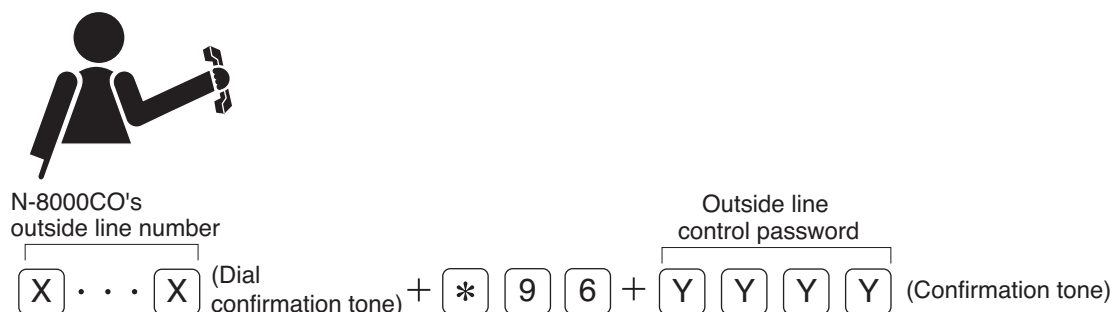 N-8000CO's
outside line number
Outside line
control password
X · · · X (Dial confirmation tone) + * 9 6 + Y Y Y Y (Confirmation tone)